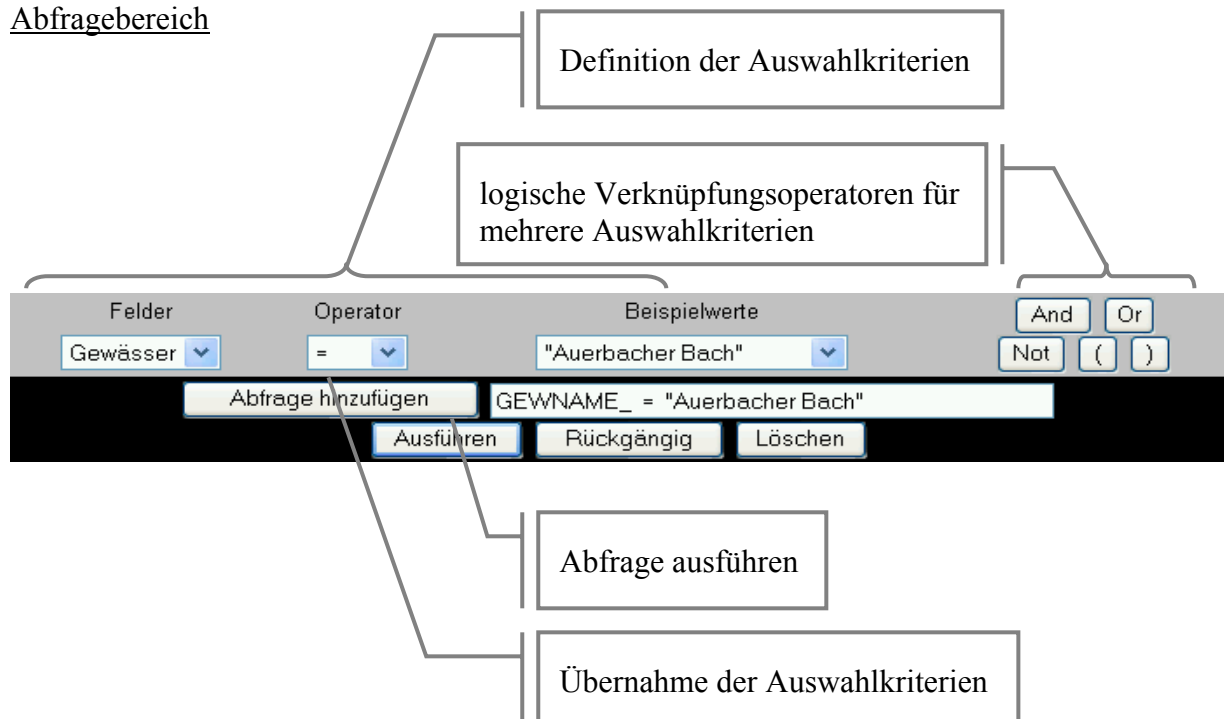 Abfragebereich
Definition der Auswahlkriterien
logische Verknüpfungsoperatoren für
mehrere Auswahlkriterien
Felder Operator Beispielwerte And Or
Gewässer = "Auerbacher Bach" Not ( )
Abfrage hinzufügen GEWNAME_ = "Auerbacher Bach"
Ausführen Rückgängig Löschen
Abfrage ausführen
Übernahme der Auswahlkriterien